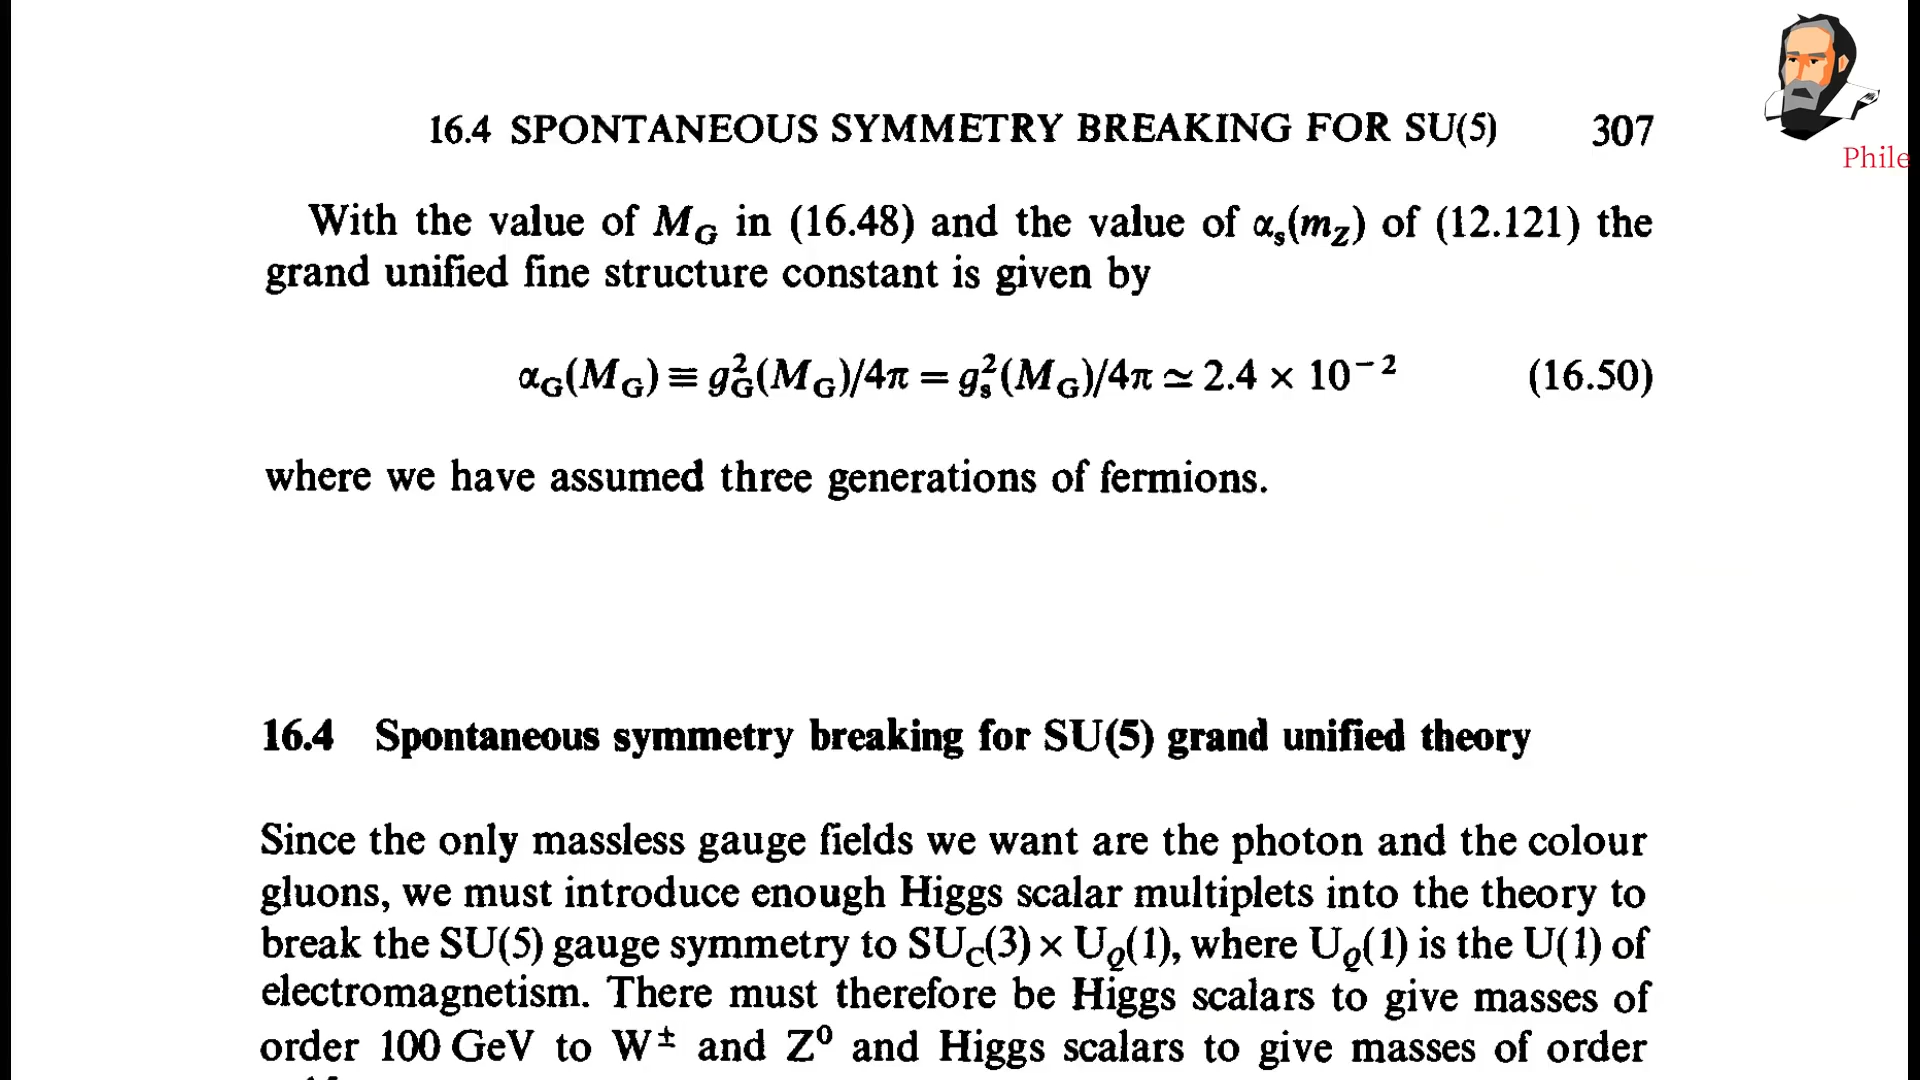 16.4 SPONTANEOUS SYMMETRY BREAKING FOR SU(5) 307
Phile
With the value of M_G in (16.48) and the value of α_s(m_Z) of (12.121) the
grand unified fine structure constant is given by
α_G(M_G) ≡ g_G^2(M_G)/4π = g_s^2(M_G)/4π ≃ 2.4 × 10^−2 (16.50)
where we have assumed three generations of fermions.
16.4 Spontaneous symmetry breaking for SU(5) grand unified theory
Since the only massless gauge fields we want are the photon and the colour
gluons, we must introduce enough Higgs scalar multiplets into the theory to
break the SU(5) gauge symmetry to SU_C(3) × U_Q(1), where U_Q(1) is the U(1) of
electromagnetism. There must therefore be Higgs scalars to give masses of
order 100 GeV to W^± and Z^0 and Higgs scalars to give masses of order